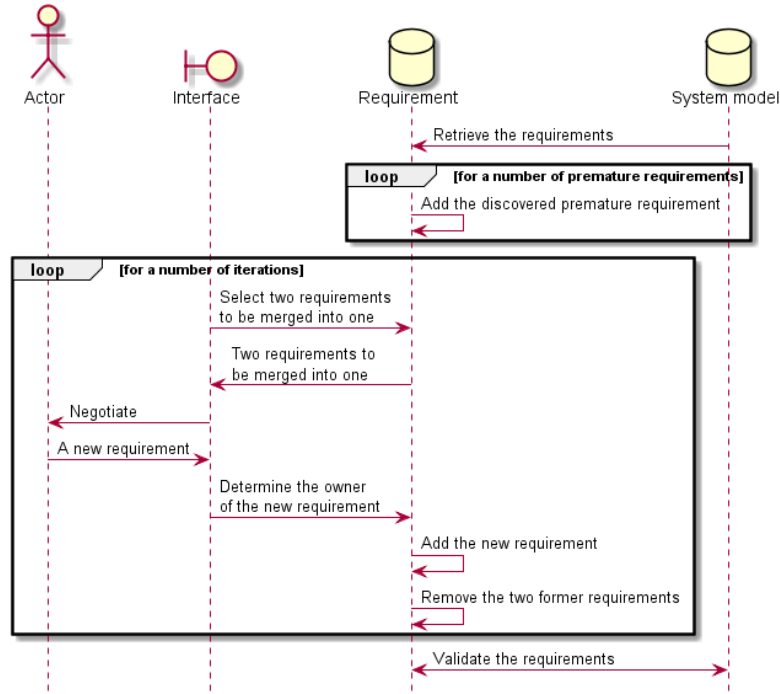 Actor
Interface
Requirement
System model
Retrieve the requirements
loop [for a number of premature requirements]
Add the discovered premature requirement
loop [for a number of iterations]
Select two requirements
to be merged into one
Two requirements to
be merged into one
Negotiate
A new requirement
Determine the owner
of the new requirement
Add the new requirement
Remove the two former requirements
Validate the requirements